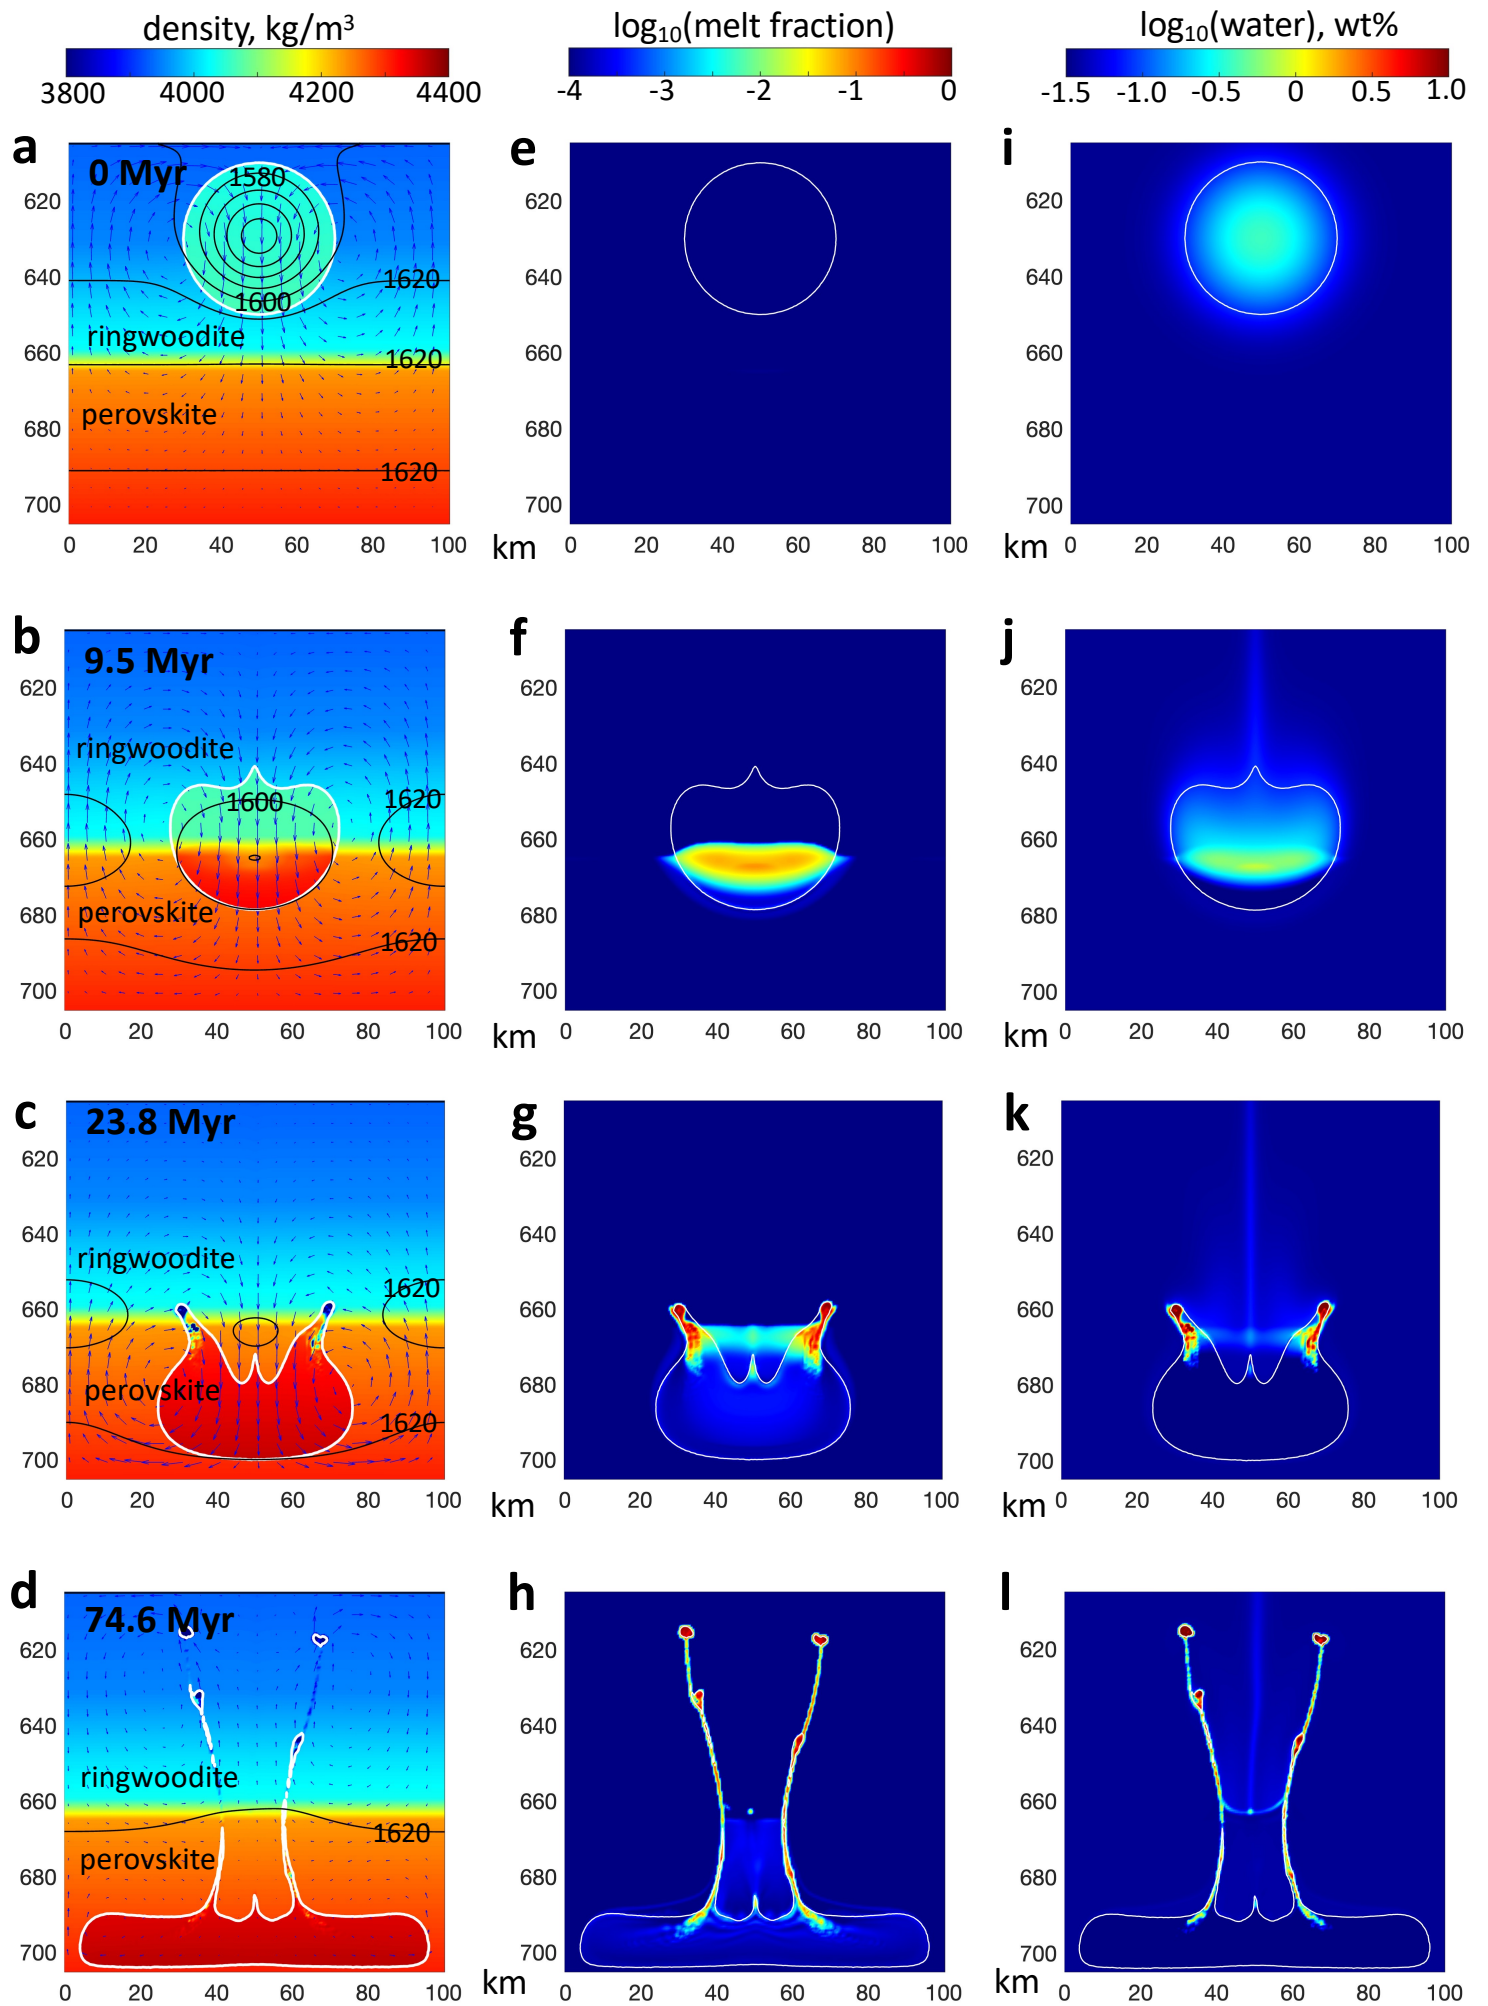 density, kg/m³ log₁₀(melt fraction) log₁₀(water), wt%
3800 4000 4200 4400 -4 -3 -2 -1 0 -1.5 -1.0 -0.5 0 0.5 1.0
a e i
0 Myr
1580
620 620 620
640 1620 640 640
1600
ringwoodite
660 1620 660 660
perovskite
680 680 680
1620
700 700 700
0 20 40 60 80 100 km 0 20 40 60 80 100 km 0 20 40 60 80 100
b f j
9.5 Myr
620 620 620
ringwoodite
640 640 640
1600 1620
660 660 660
perovskite
680 680 680
1620
700 700 700
0 20 40 60 80 100 km 0 20 40 60 80 100 km 0 20 40 60 80 100
c g k
23.8 Myr
620 620 620
640 640 640
ringwoodite
1620
660 660 660
perovskite
680 680 680
1620
700 700 700
0 20 40 60 80 100 km 0 20 40 60 80 100 km 0 20 40 60 80 100
d h l
74.6 Myr
620 620 620
640 640 640
ringwoodite
660 660 660
1620
perovskite
680 680 680
700 700 700
0 20 40 60 80 100 km 0 20 40 60 80 100 km 0 20 40 60 80 100